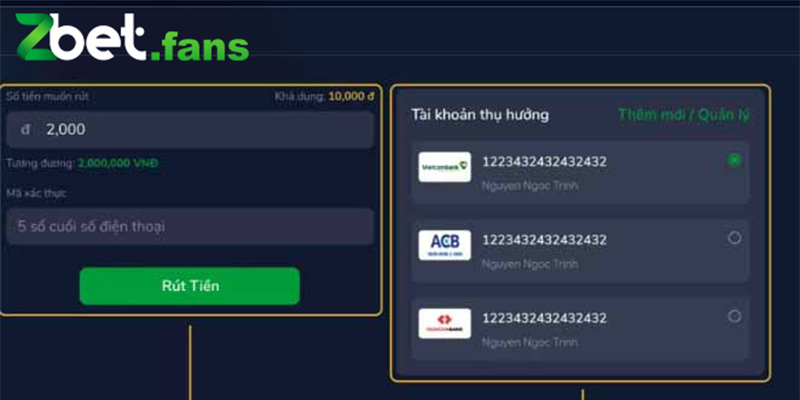 Zbet.fans
Số tiền muốn rút
Khả dụng: 10,000 đ
đ 2,000
Tương đương: 2,000,000 VNĐ
Mã xác thực
5 số cuối số điện thoại
Rút Tiền
Tài khoản thụ hưởng
Thêm mới / Quản lý
Vietcombank
1223432432432432
Nguyen Ngoc Trinh
ACB
1223432432432432
Nguyen Ngoc Trinh
TECHCOMBANK
1223432432432432
Nguyen Ngoc Trinh